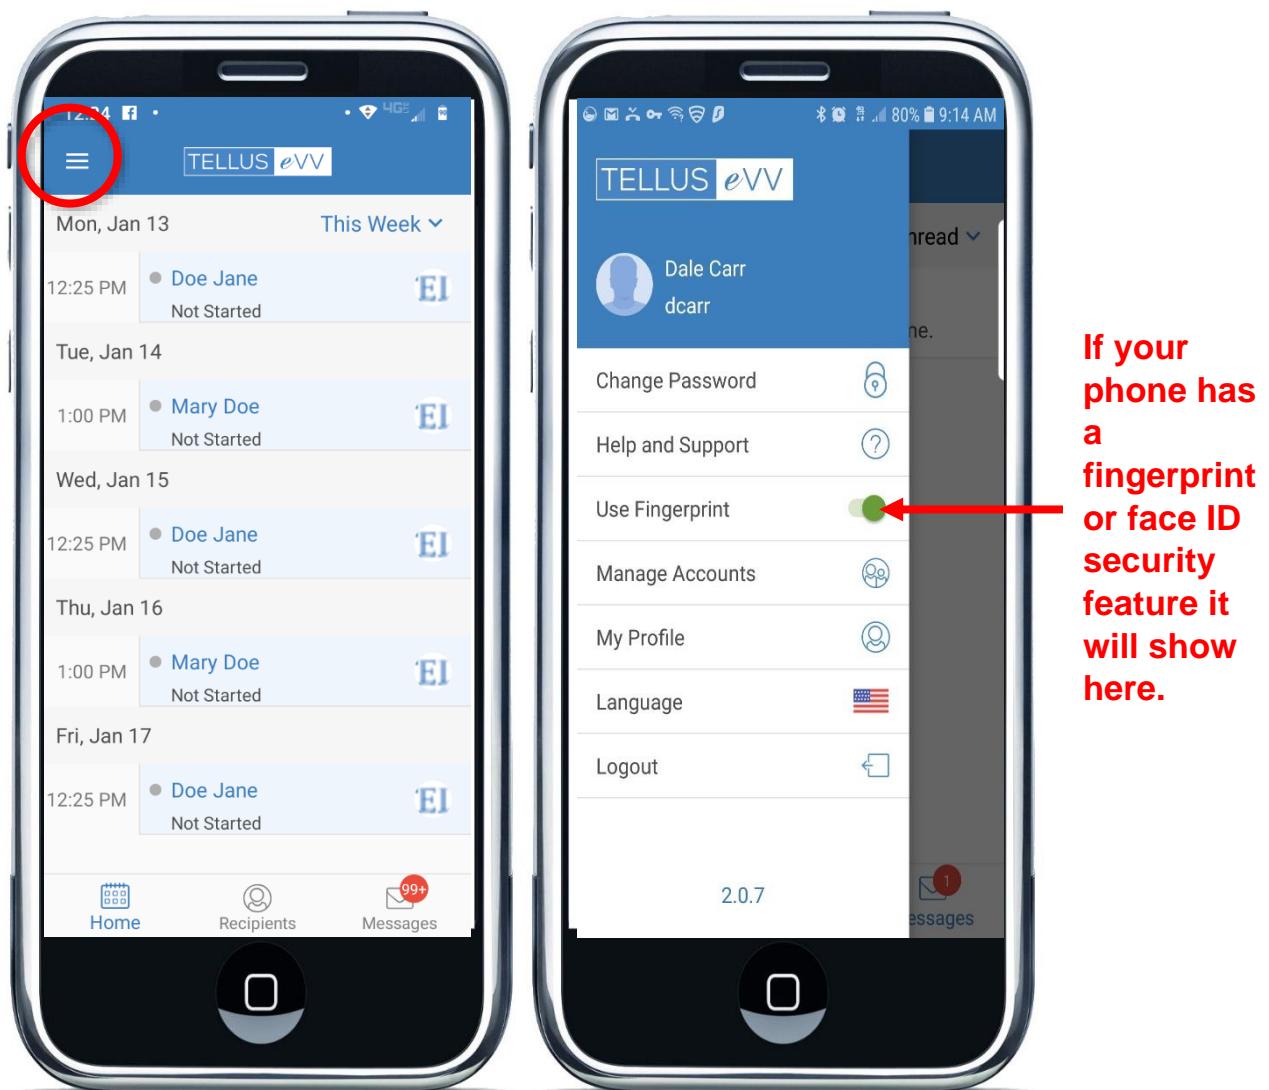 12:24
4GE
TELLUS eVV
Mon, Jan 13
This Week
12:25 PM
Doe Jane
Not Started
EI
Tue, Jan 14
1:00 PM
Mary Doe
Not Started
EI
Wed, Jan 15
12:25 PM
Doe Jane
Not Started
EI
Thu, Jan 16
1:00 PM
Mary Doe
Not Started
EI
Fri, Jan 17
12:25 PM
Doe Jane
Not Started
EI
Home
Recipients
99+
Messages
80% 9:14 AM
TELLUS eVV
Dale Carr
dcarr
Change Password
Help and Support
Use Fingerprint
Manage Accounts
My Profile
Language
Logout
2.0.7
nread
ne.
1
essages
If your
phone has
a
fingerprint
or face ID
security
feature it
will show
here.